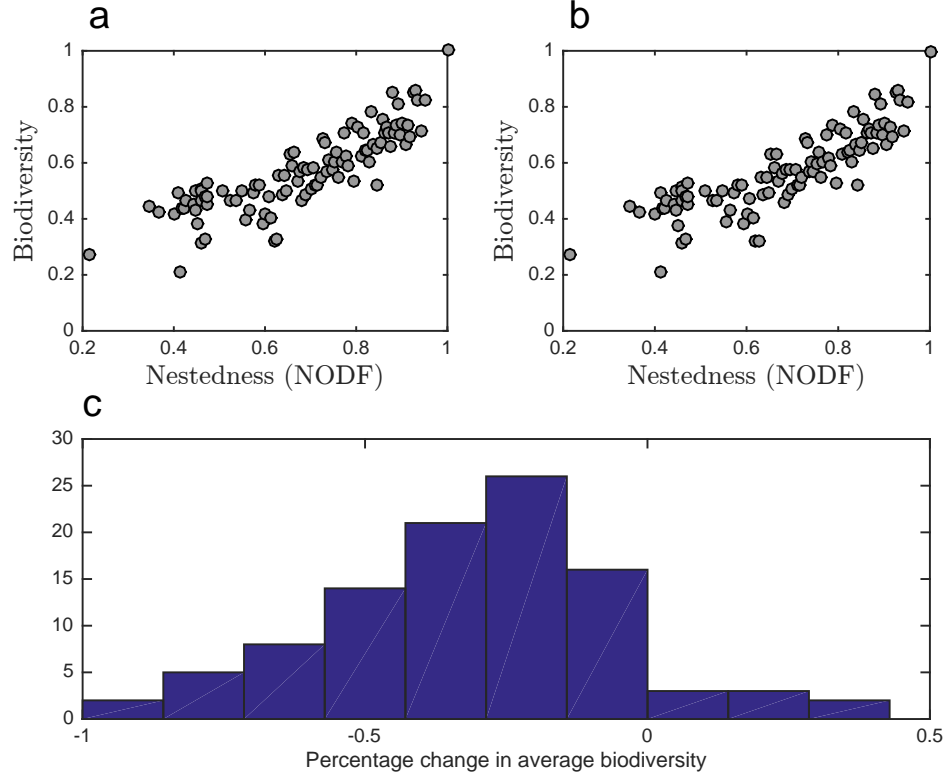 a
b
1
0.8
0.6
0.4
0.2
0
Biodiversity
0.2 0.4 0.6 0.8 1
Nestedness (NODF)
1
0.8
0.6
0.4
0.2
0
Biodiversity
0.2 0.4 0.6 0.8 1
Nestedness (NODF)
c
30
25
20
15
10
5
0
-1 -0.5 0 0.5
Percentage change in average biodiversity